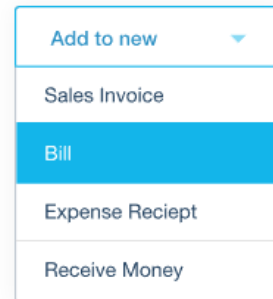 Add to new
Sales Invoice
Bill
Expense Reciept
Receive Money